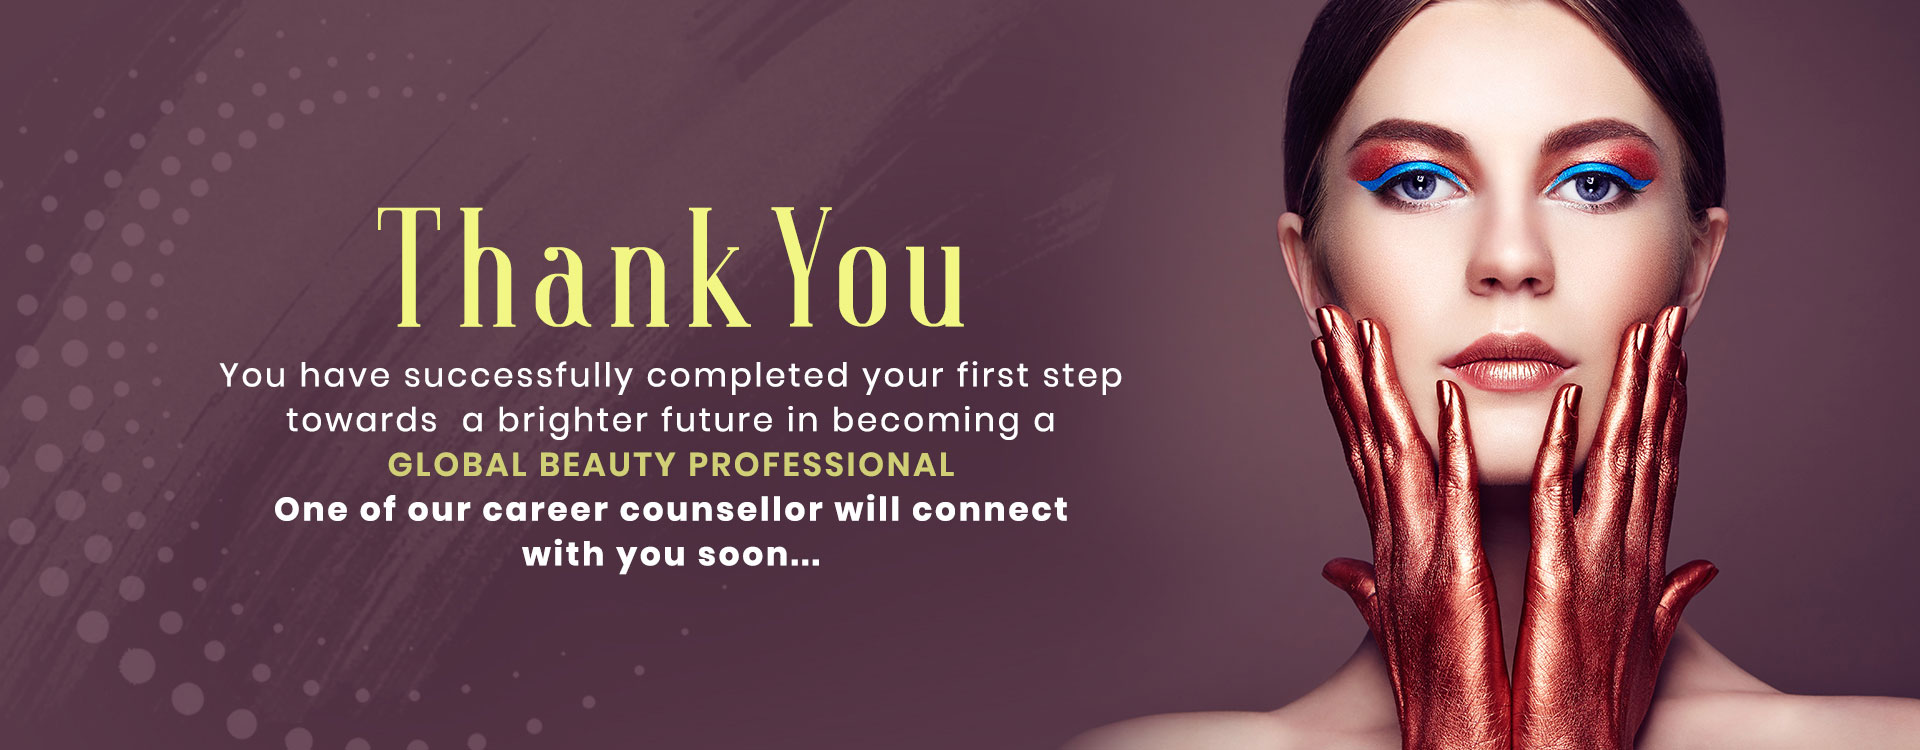 Thank You
You have successfully completed your first step
towards a brighter future in becoming a
GLOBAL BEAUTY PROFESSIONAL
One of our career counsellor will connect
with you soon...